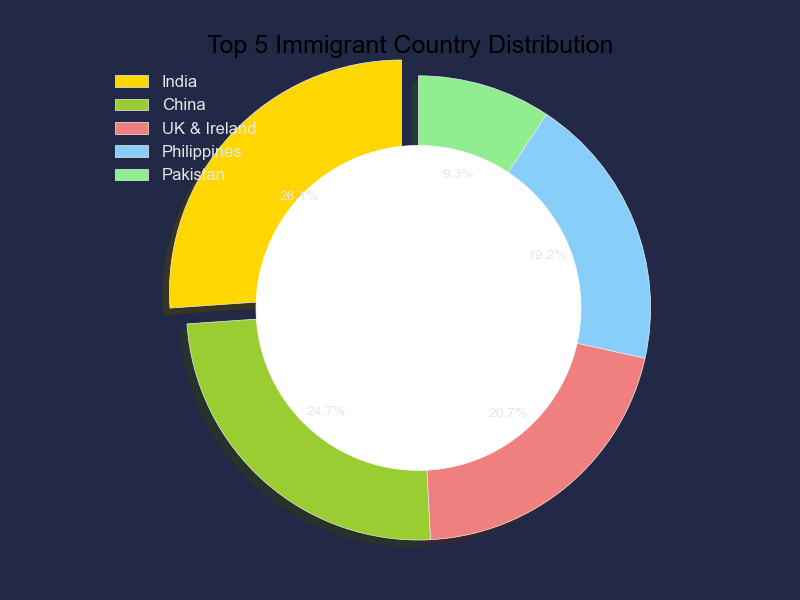 Top 5 Immigrant Country Distribution
India
China
UK & Ireland
Philippines
Pakistan
9.3%
19.2%
24.7%
20.7%